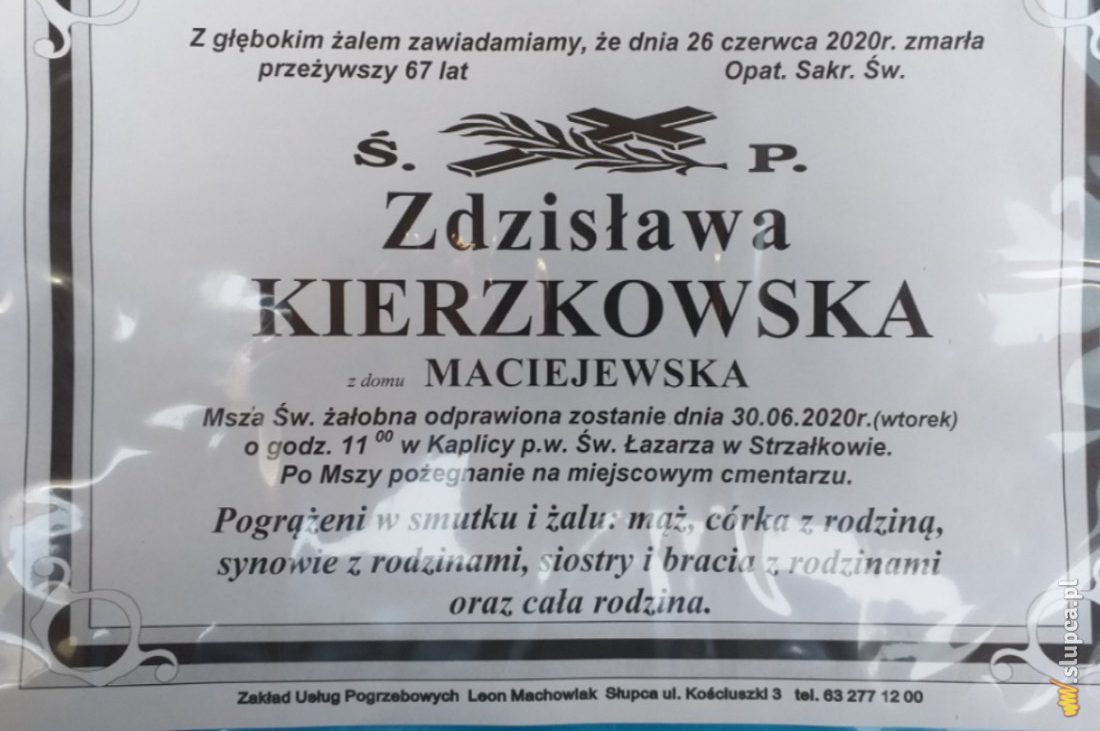 Z głębokim żalem zawiadamiamy, że dnia 26 czerwca 2020r. zmarła
przeżywszy 67 lat Opat. Sakr. Św.
Ś. P.
Zdzisława
KIERZKOWSKA
z domu MACIEJEWSKA
Msza Św. żałobna odprawiona zostanie dnia 30.06.2020r.(wtorek)
o godz. 11 00 w Kaplicy p.w. Św. Łazarza w Strzałkowie.
Po Mszy pożegnanie na miejscowym cmentarzu.
Pogrążeni w smutku i żalu: mąż, córka z rodziną,
synowie z rodzinami, siostry i bracia z rodzinami
oraz cała rodzina.
Zakład Usług Pogrzebowych Leon Machowiak Słupca ul. Kościuszki 3 tel. 63 277 12 00
www.slupca.pl